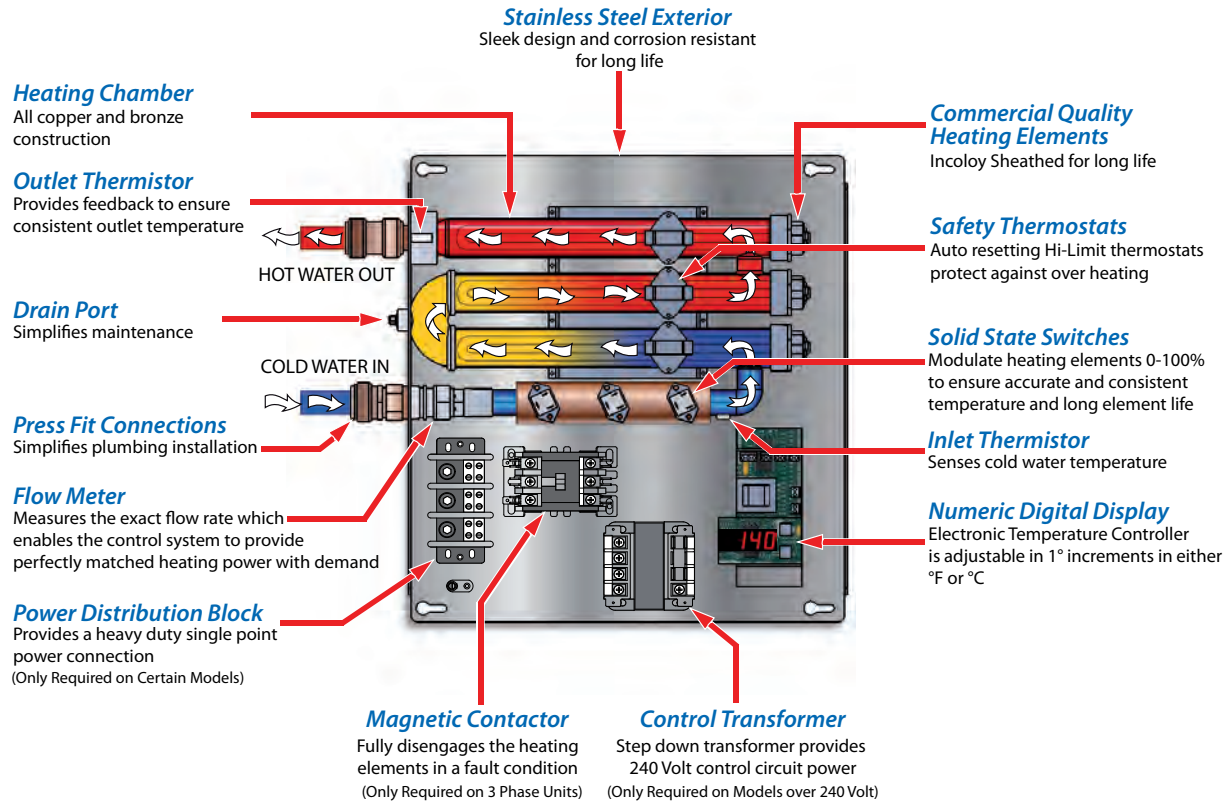 Stainless Steel Exterior
Sleek design and corrosion resistant
for long life
Heating Chamber
All copper and bronze
construction
Outlet Thermistor
Provides feedback to ensure
consistent outlet temperature
HOT WATER OUT
Drain Port
Simplifies maintenance
COLD WATER IN
Press Fit Connections
Simplifies plumbing installation
Flow Meter
Measures the exact flow rate which
enables the control system to provide
perfectly matched heating power with demand
Power Distribution Block
Provides a heavy duty single point
power connection
(Only Required on Certain Models)
Commercial Quality
Heating Elements
Incoloy Sheathed for long life
Safety Thermostats
Auto resetting Hi-Limit thermostats
protect against over heating
Solid State Switches
Modulate heating elements 0-100%
to ensure accurate and consistent
temperature and long element life
Inlet Thermistor
Senses cold water temperature
Numeric Digital Display
Electronic Temperature Controller
is adjustable in 1° increments in either
°F or °C
140
Magnetic Contactor
Fully disengages the heating
elements in a fault condition
(Only Required on 3 Phase Units)
Control Transformer
Step down transformer provides
240 Volt control circuit power
(Only Required on Models over 240 Volt)